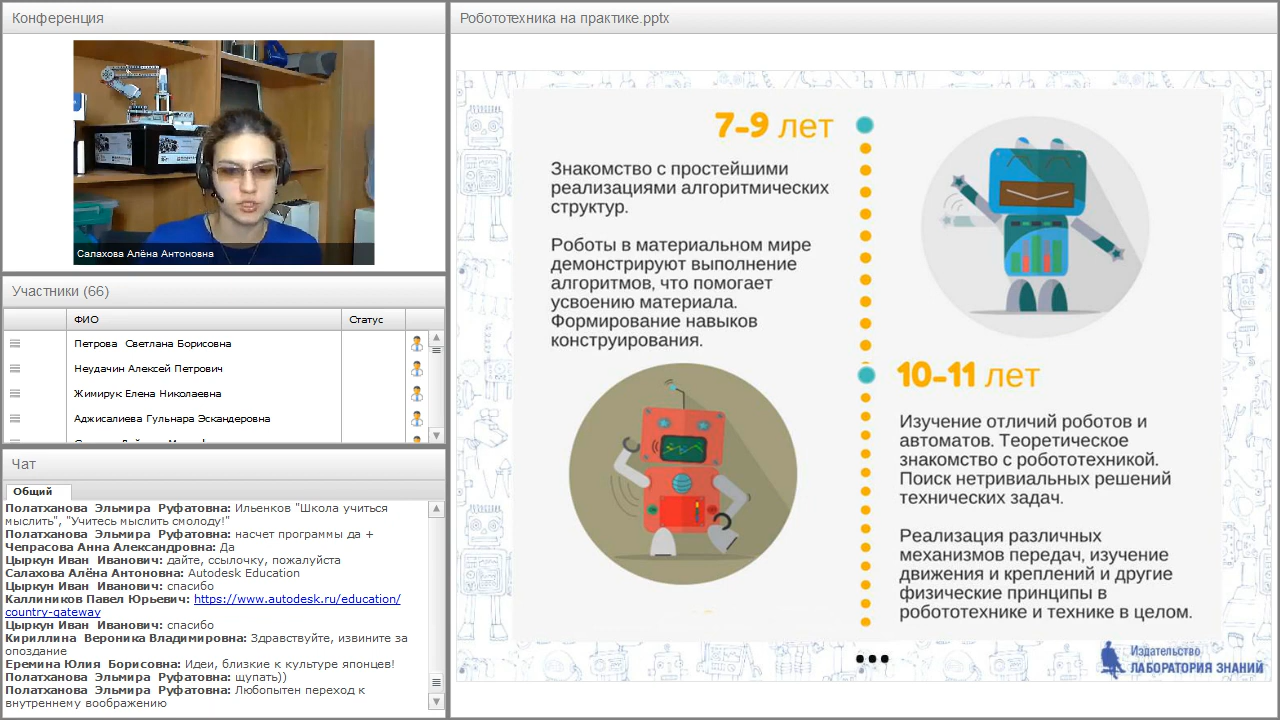 Конференция
Салахова Алёна Антоновна
Участники (66)
ФИО
Статус
Петрова Светлана Борисовна
Неудачин Алексей Петрович
Жимирук Елена Николаевна
Аджисалиева Гульнара Эскендеровна
Чат
Общий
Полатханова Эльмира Руфатовна: Ильенков "Школа учиться
мыслить", "Учитесь мыслить смолоду!"
Полатханова Эльмира Руфатовна: насчет программы да +
Чепрасова Анна Александровна: Да
Цыркун Иван Иванович: дайте, ссылочку, пожалуйста
Салахова Алёна Антоновна: Autodesk Education
Цыркун Иван Иванович: спасибо
Каплиников Павел Юрьевич: https://www.autodesk.ru/education/
country-gateway
Цыркун Иван Иванович: спасибо
Кириллина Вероника Владимировна: Здравствуйте, извините за
опоздание
Еремина Юлия Борисовна: Идеи, близкие к культуре японцев!
Полатханова Эльмира Руфатовна: щупать))
Полатханова Эльмира Руфатовна: Любопытен переход к
внутреннему воображению
Робототехника на практике.pptx
7-9 лет
Знакомство с простейшими
реализациями алгоритмических
структур.
Роботы в материальном мире
демонстрируют выполнение
алгоритмов, что помогает
усвоению материала.
Формирование навыков
конструирования.
10-11 лет
Изучение отличий роботов и
автоматов. Теоретическое
знакомство с робототехникой.
Поиск нетривиальных решений
технических задач.
Реализация различных
механизмов передач, изучение
движения и креплений и другие
физические принципы в
робототехнике и технике в целом.
Издательство
ЛАБОРАТОРИЯ ЗНАНИЙ